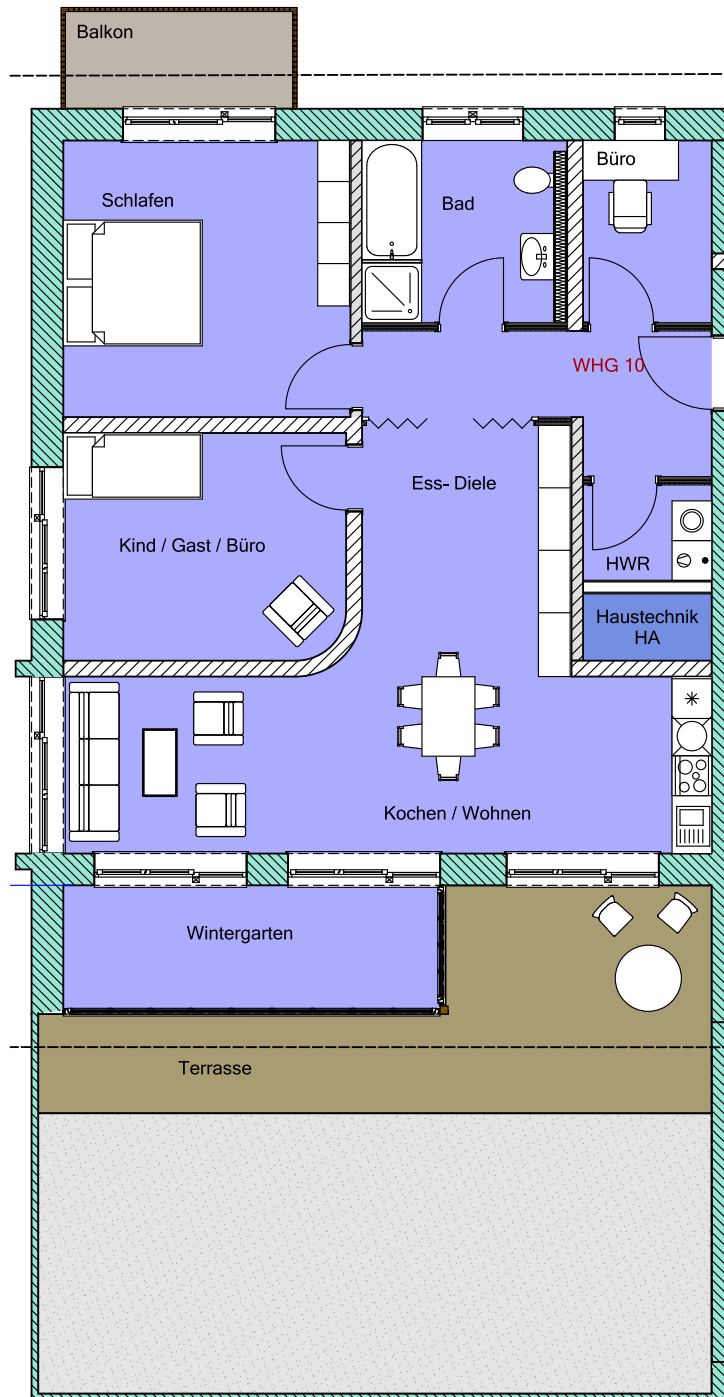 Balkon
Büro
Schlafen
Bad
WHG 10
Ess- Diele
Kind / Gast / Büro
HWR
Haustechnik
HA
Kochen / Wohnen
Wintergarten
Terrasse